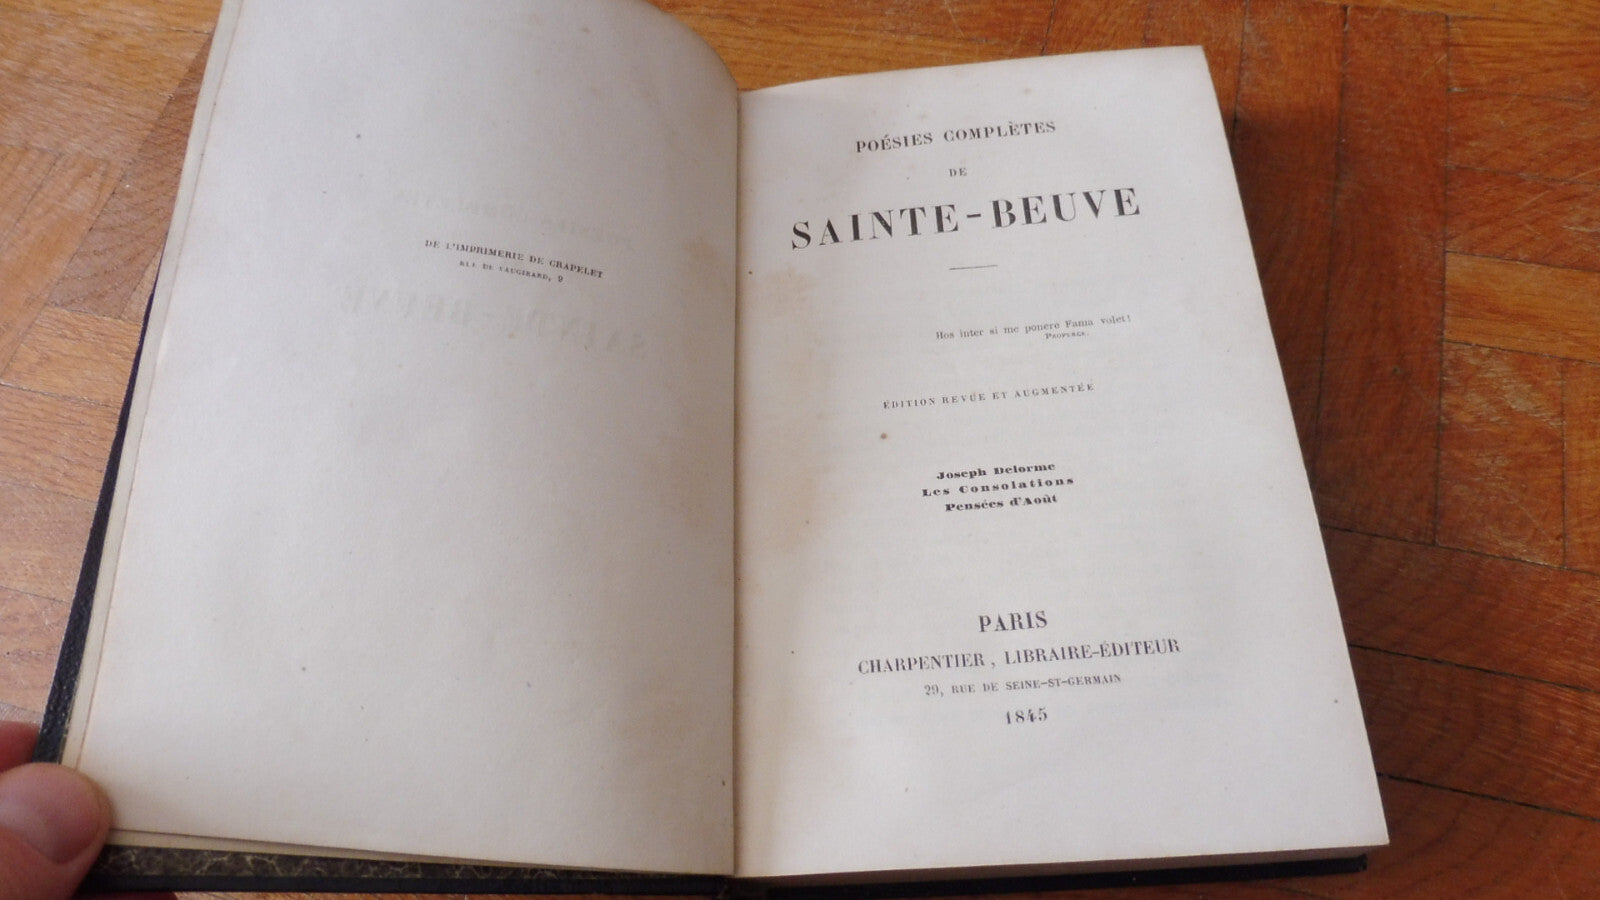 DE L'IMPRIMERIE DE CRAPELET
RUE DE VAUGIRARD, 9
POÉSIES COMPLÈTES
DE
SAINTE-BEUVE
Hos inter si me ponere Fama volet!
PROPERCE.
ÉDITION REVUE ET AUGMENTÉE
Joseph Delorme
Les Consolations
Pensées d'Août
PARIS
CHARPENTIER, LIBRAIRE-ÉDITEUR
29, RUE DE SEINE-ST-GERMAIN
1845